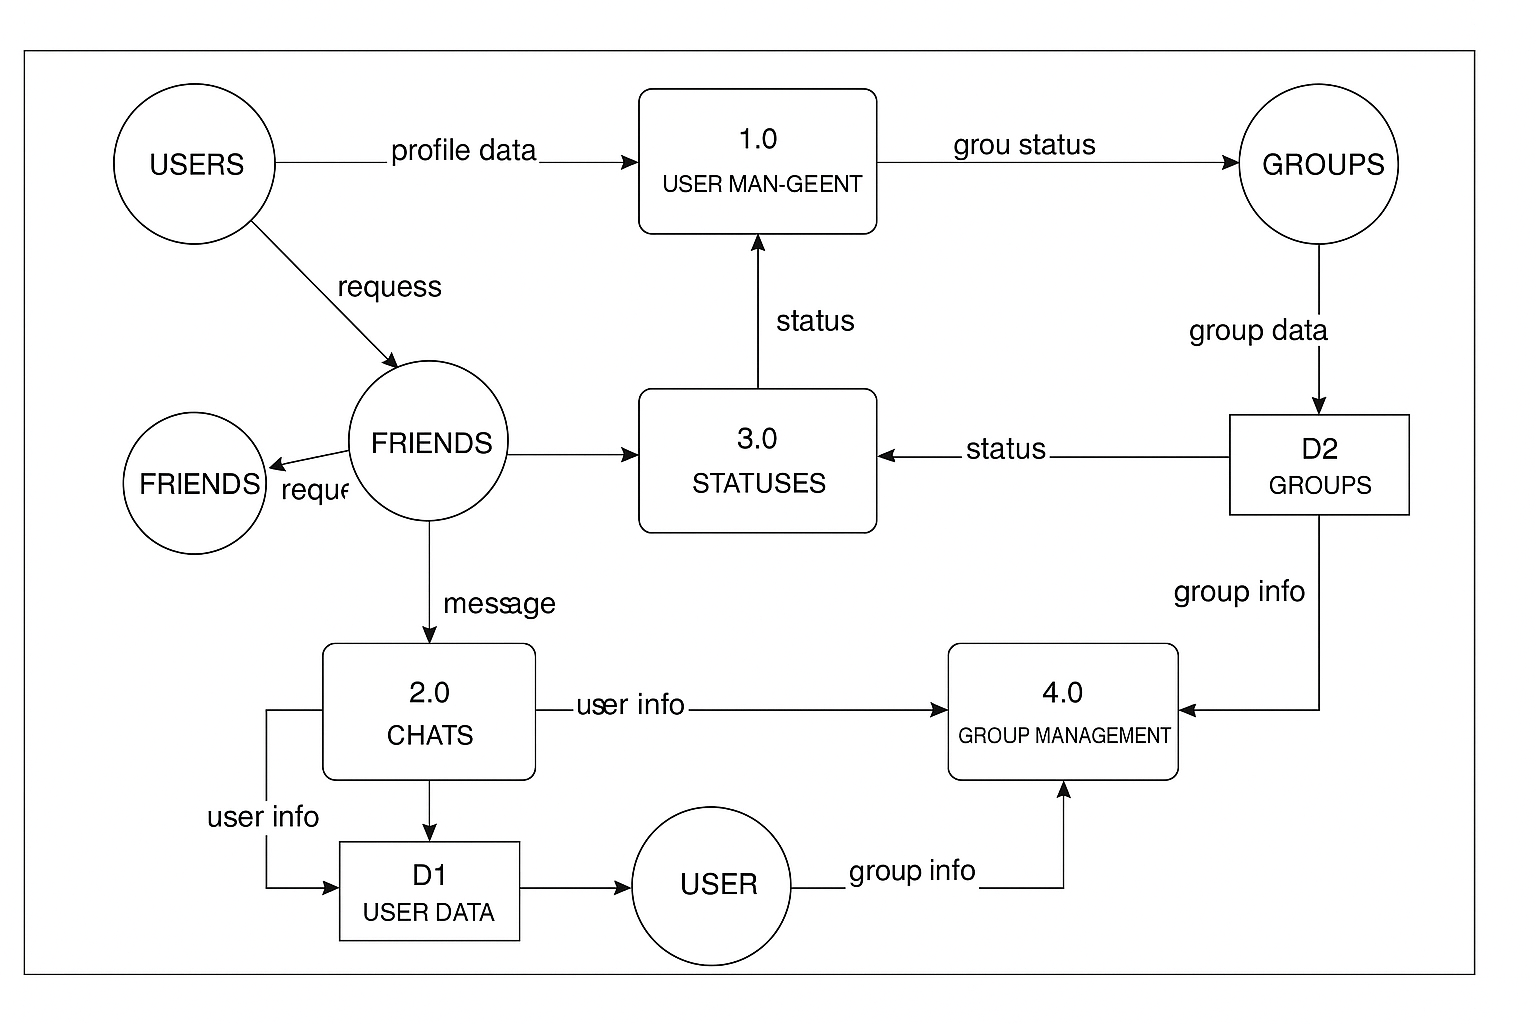 USERS
profile data
1.0
USER MAN-GEENT
grou status
GROUPS
requess
status
group data
FRIENDS
FRIENDS
reque
3.0
STATUSES
status
D2
GROUPS
message
group info
2.0
CHATS
user info
4.0
GROUP MANAGEMENT
user info
D1
USER DATA
USER
group info